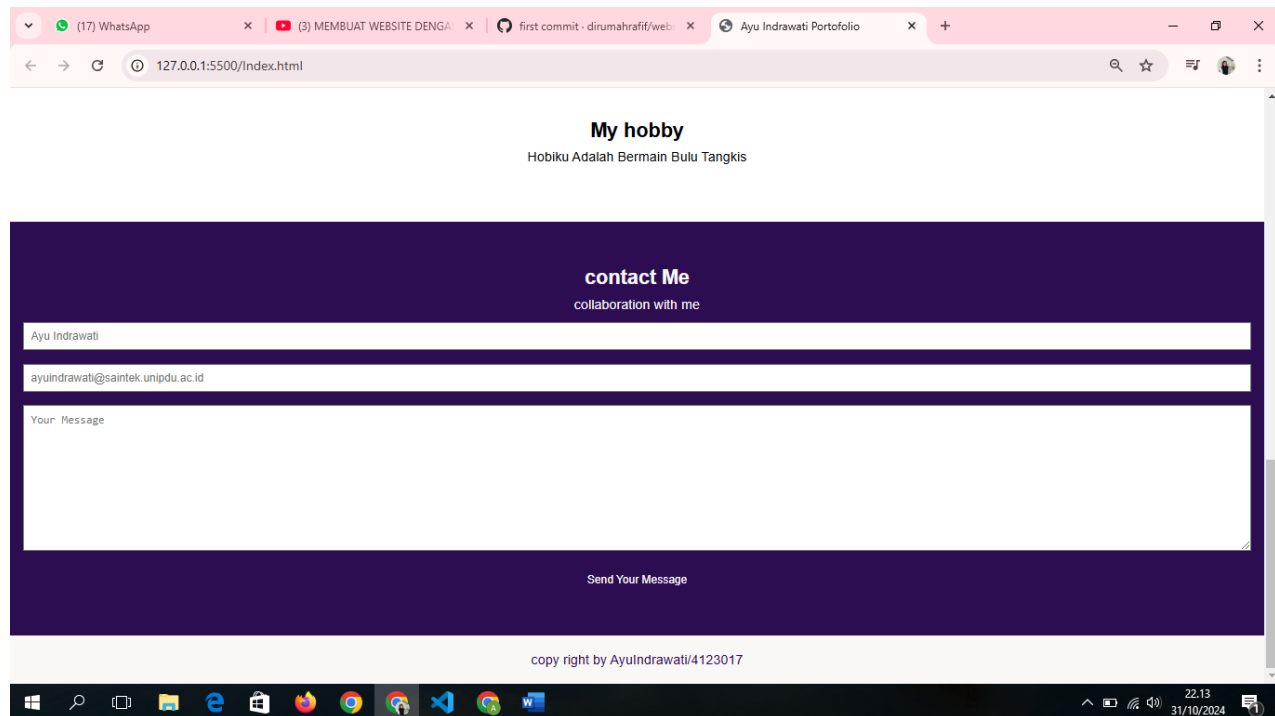 (17) WhatsApp
(3) MEMBUAT WEBSITE DENGA
first commit · dirumahrafif/web
Ayu Indrawati Portofolio
127.0.0.1:5500/Index.html
My hobby
Hobiku Adalah Bermain Bulu Tangkis
contact Me
collaboration with me
Ayu Indrawati
ayuindrawati@saintek.unipdu.ac.id
Your Message
Send Your Message
copy right by AyuIndrawati/4123017
22.13
31/10/2024
1